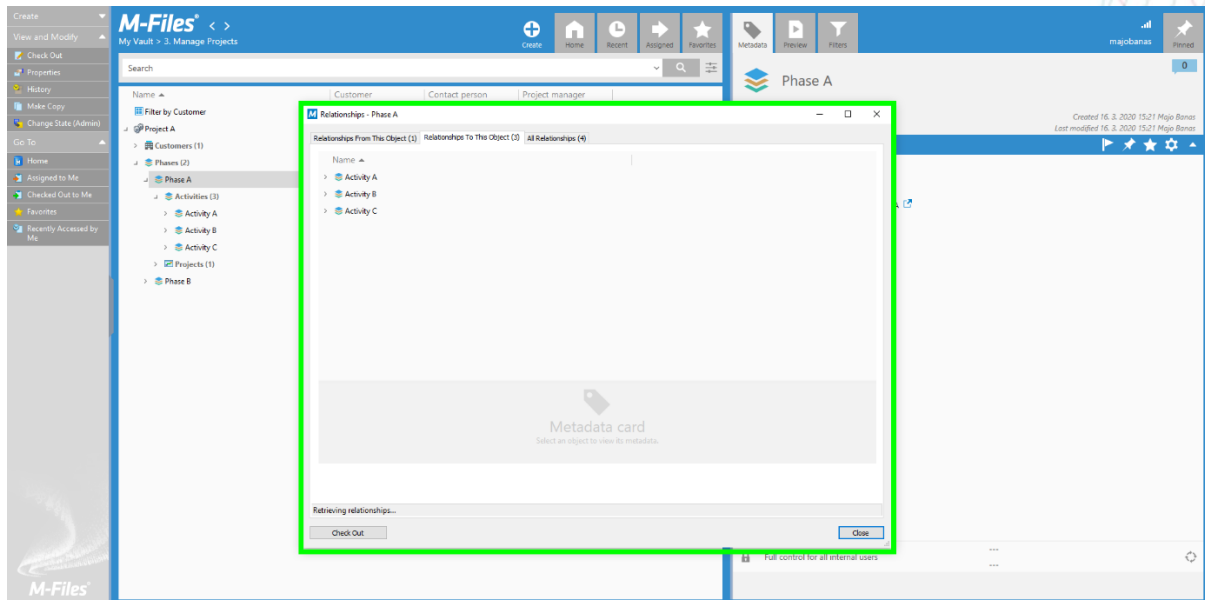 Create
View and Modify
Check Out
Properties
History
Make Copy
Change State (Admin)
Go To
Home
Assigned to Me
Checked Out to Me
Favorites
Recently Accessed by
Me
M-Files
M-Files < >
My Vault > 3. Manage Projects
Create
Home
Recent
Assigned
Favorites
Search
Name
Customer
Contact person
Project manager
Filter by Customer
Project A
Customers (1)
Phases (2)
Phase A
Activities (3)
Activity A
Activity B
Activity C
Projects (1)
Phase B
Relationships - Phase A
Relationships From This Object (1)
Relationships To This Object (3)
All Relationships (4)
Name
Activity A
Activity B
Activity C
Metadata card
Select an object to view its metadata.
Retrieving relationships...
Check Out
Close
Metadata
Preview
Filters
majobanas
Pinned
Phase A
0
Created 16. 3. 2020 15:21 Majo Banas
Last modified 16. 3. 2020 15:21 Majo Banas
Full control for all internal users
---
---